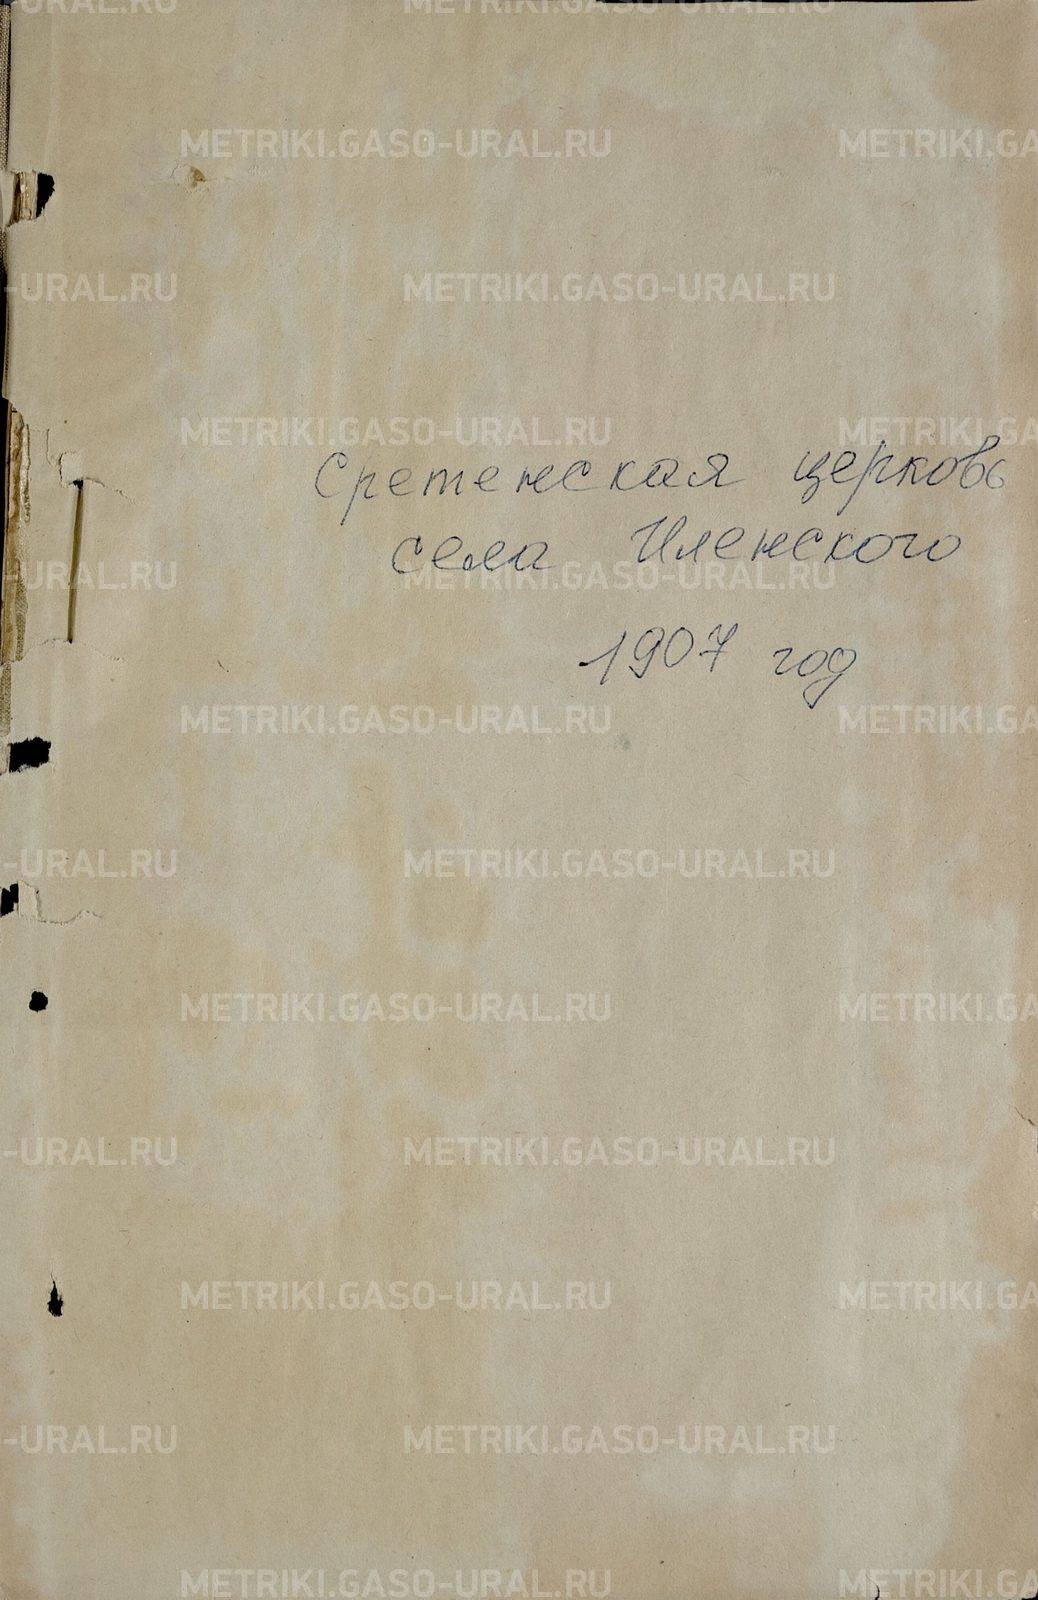 Сретенская церковь
села Иленского
1907 год